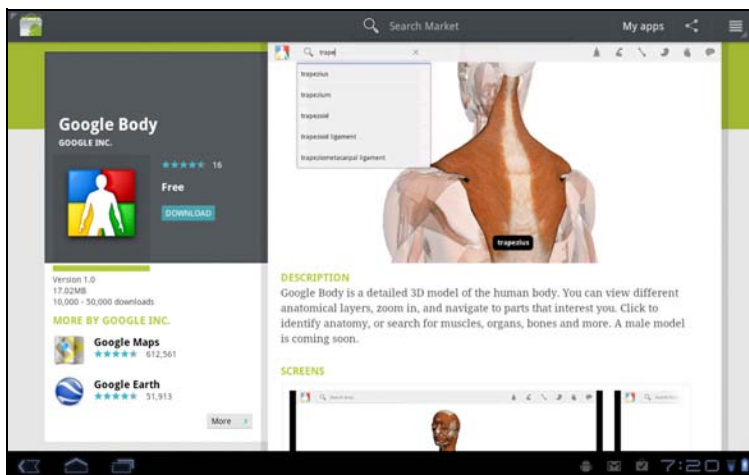 Search Market
My apps
trape
trapezius
trapezium
trapezoid
trapezoid ligament
trapeziometacarpal ligament
trapezius
Google Body
GOOGLE INC.
16
Free
DOWNLOAD
Version 1.0
17.02MB
10,000 - 50,000 downloads
MORE BY GOOGLE INC.
Google Maps
612,561
Google Earth
51,913
More
DESCRIPTION
Google Body is a detailed 3D model of the human body. You can view different
anatomical layers, zoom in, and navigate to parts that interest you. Click to
identify anatomy, or search for muscles, organs, bones and more. A male model
is coming soon.
SCREENS
7:20